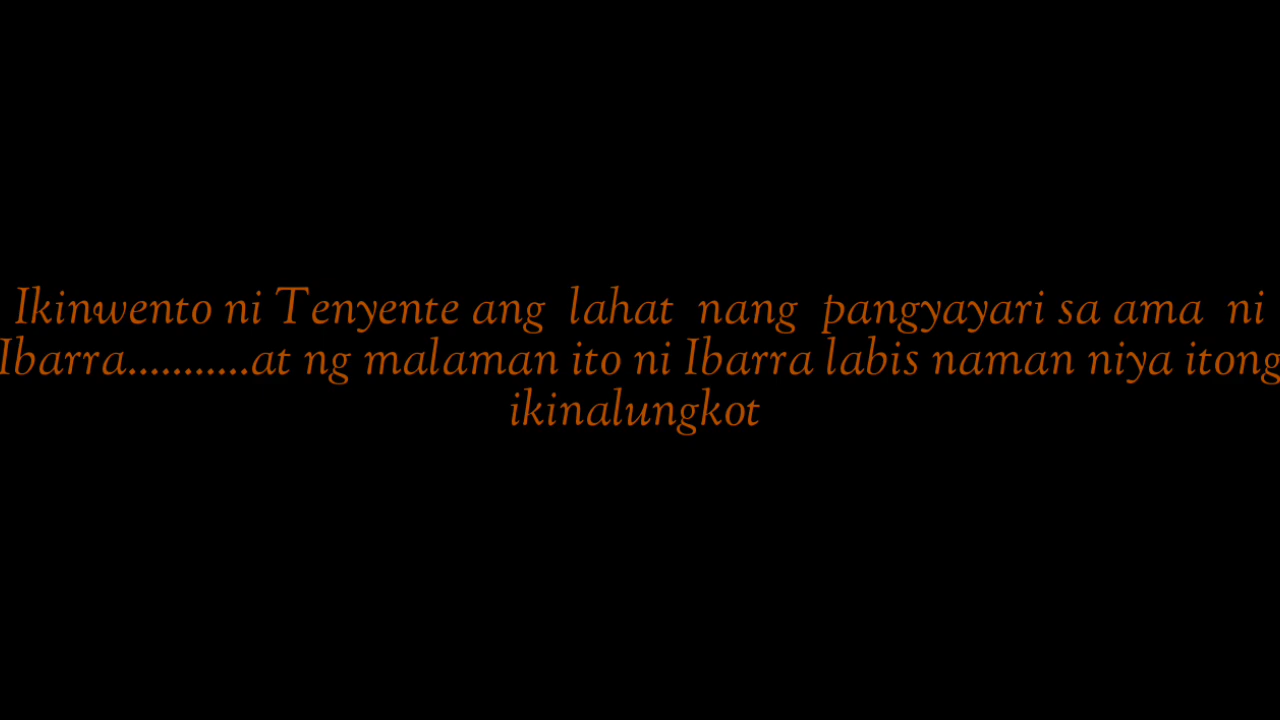 Ikinwento ni Tenyente ang lahat nang pangyayari sa ama ni
Ibarra...........at ng malaman ito ni Ibarra labis naman niya itong
ikinalungkot